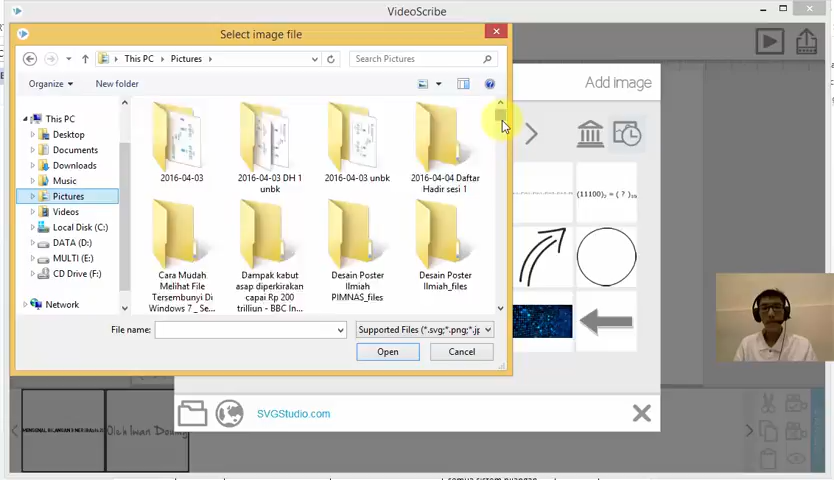 VideoScribe
Select image file
This PC
Pictures
Search Pictures
Organize
New folder
This PC
Desktop
Documents
Downloads
Music
Pictures
Videos
Local Disk (C:)
DATA (D:)
MULTI (E:)
CD Drive (F:)
Network
2016-04-03
2016-04-03 DH 1
unbk
2016-04-03 unbk
2016-04-04 Daftar
Hadir sesi 1
Cara Mudah
Melihat File
Tersembunyi Di
Windows 7 _ Se...
Dampak kabut
asap diperkirakan
capai Rp 200
trilliun - BBC In...
Desain Poster
Ilmiah
PIMNAS_files
Desain Poster
Ilmiah_files
File name:
Supported Files (*.svg;*.png;*.jp
Open
Cancel
Add image
(11100)₂ = ( ? )₁₀
SVGStudio.com
Oleh Iwan